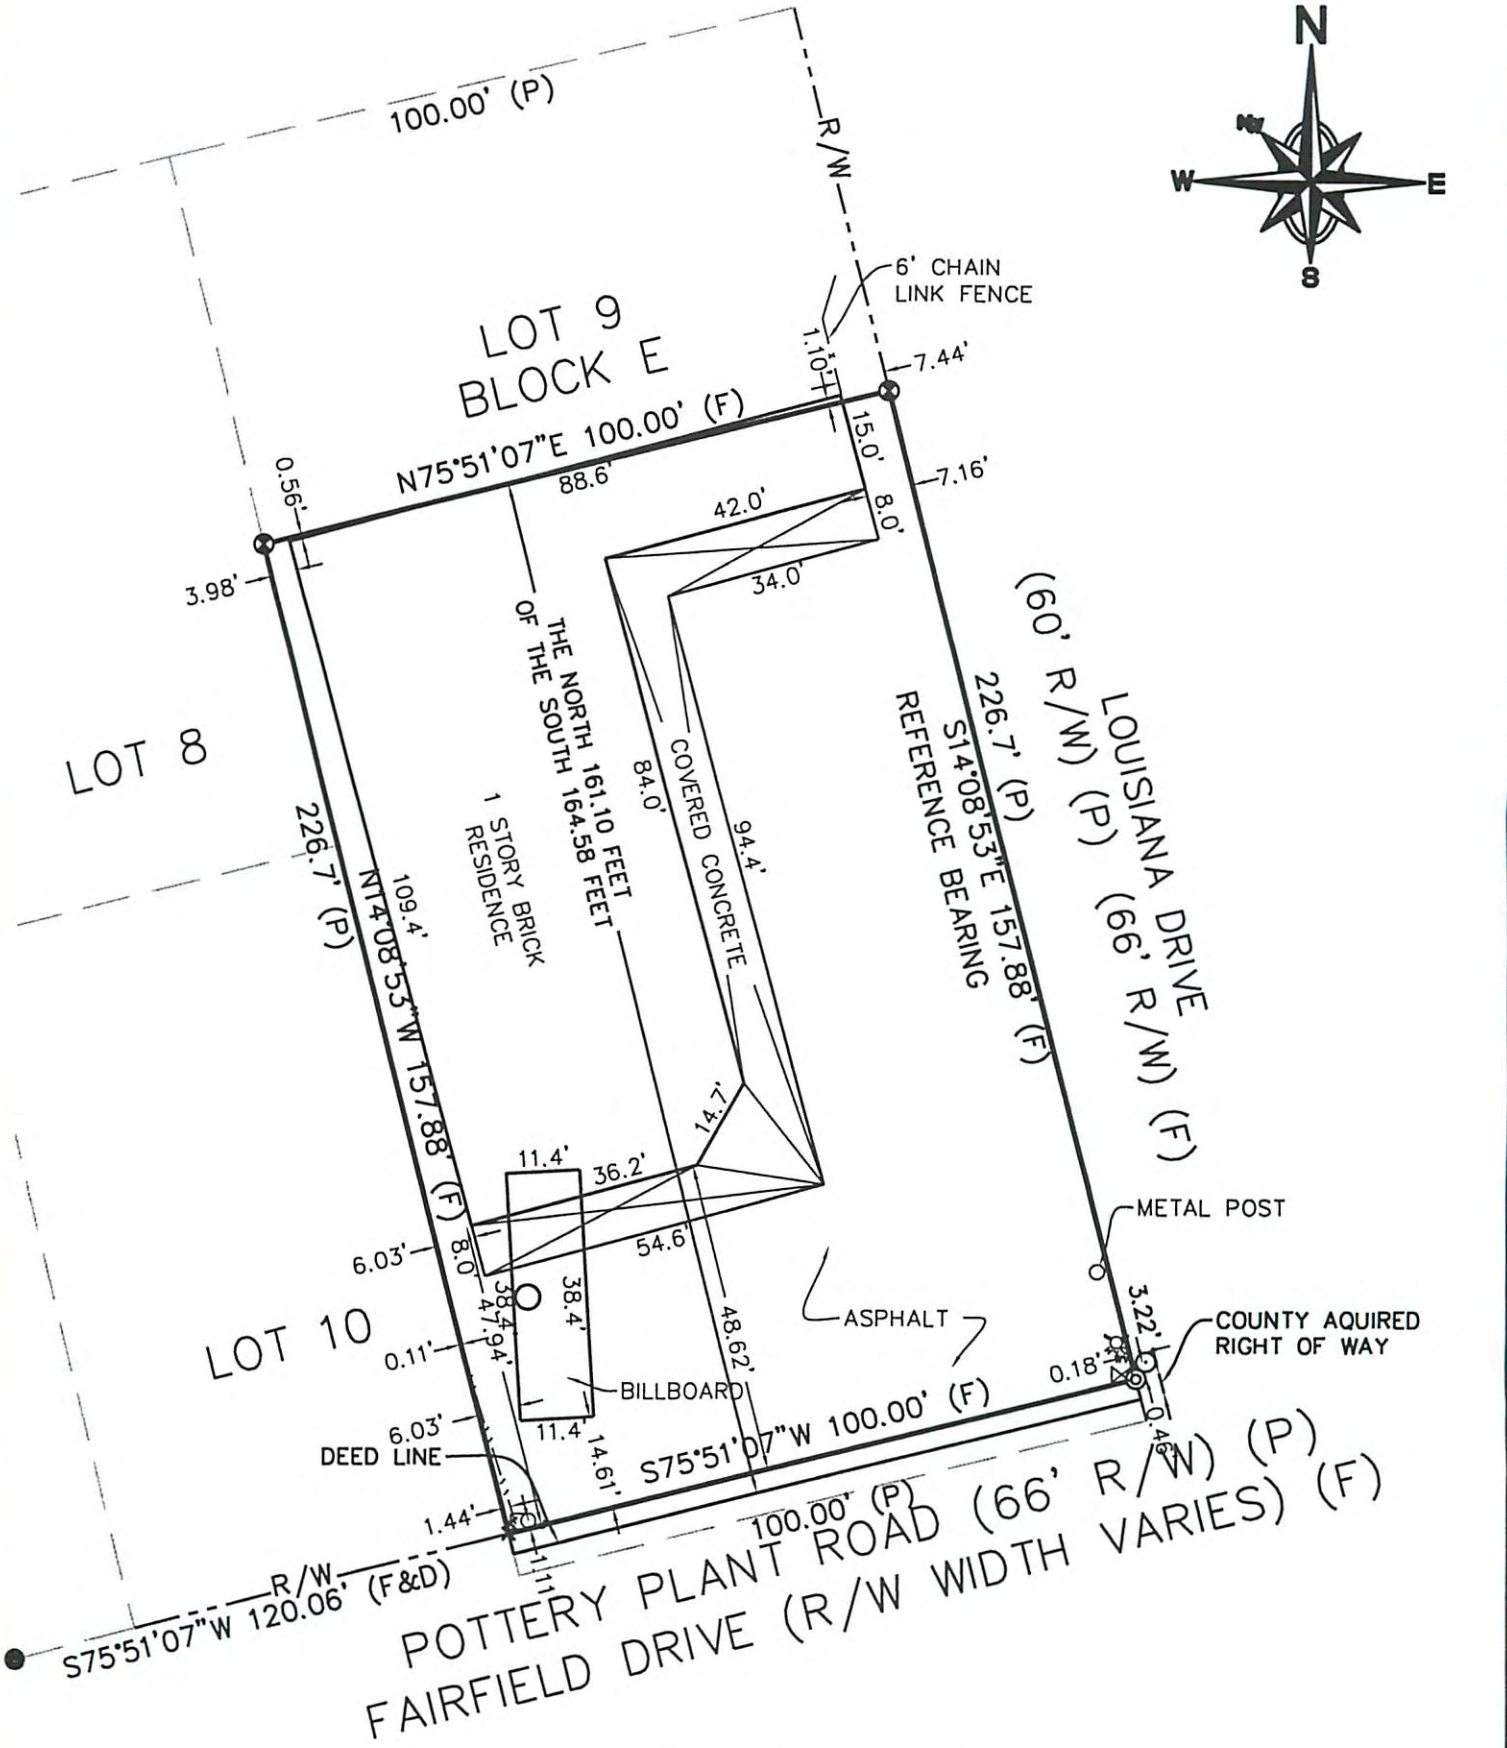 N
NW
W
E
S
100.00' (P)
R/W
6' CHAIN
LINK FENCE
LOT 9
BLOCK E
1.10'
7.44'
N75°51'07"E 100.00' (F)
88.6'
15.0'
0.56'
7.16'
42.0'
8.0'
3.98'
34.0'
THE NORTH 161.10 FEET
OF THE SOUTH 164.58 FEET
(60' R/W) (P) (66' R/W) (F)
LOUISIANA DRIVE
226.7' (P)
S14°08'53"E 157.88' (F)
REFERENCE BEARING
LOT 8
84.0'
COVERED CONCRETE
94.4'
1 STORY BRICK
RESIDENCE
226.7' (P)
109.4'
N14°08'53"W 157.88' (F)
14.7'
11.4'
36.2'
METAL POST
54.6'
6.03'
8.0'
38.4'
38.4'
47.94'
48.62'
3.22'
ASPHALT
COUNTY AQUIRED
RIGHT OF WAY
LOT 10
0.11'
0.18'
BILLBOARD
6.03'
11.4'
14.61'
DEED LINE
S75°51'07"W 100.00' (F)
0.46'
1.44'
100.00' (P)
1.11'
R/W
S75°51'07"W 120.06' (F&D)
POTTERY PLANT ROAD (66' R/W) (P)
FAIRFIELD DRIVE (R/W WIDTH VARIES) (F)